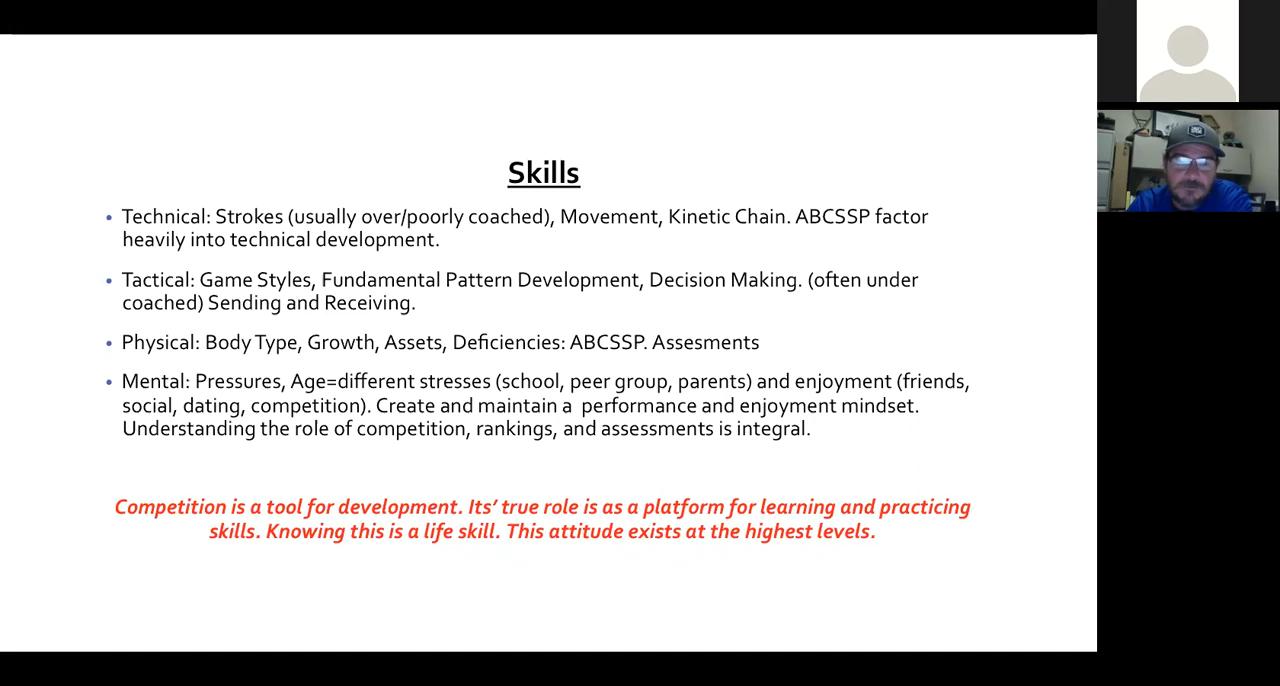 Skills
• Technical: Strokes (usually over/poorly coached), Movement, Kinetic Chain. ABCSSP factor
heavily into technical development.
• Tactical: Game Styles, Fundamental Pattern Development, Decision Making. (often under
coached) Sending and Receiving.
• Physical: Body Type, Growth, Assets, Deficiencies: ABCSSP. Assesments
• Mental: Pressures, Age=different stresses (school, peer group, parents) and enjoyment (friends,
social, dating, competition). Create and maintain a  performance and enjoyment mindset.
Understanding the role of competition, rankings, and assessments is integral.
Competition is a tool for development. Its’ true role is as a platform for learning and practicing
skills. Knowing this is a life skill. This attitude exists at the highest levels.